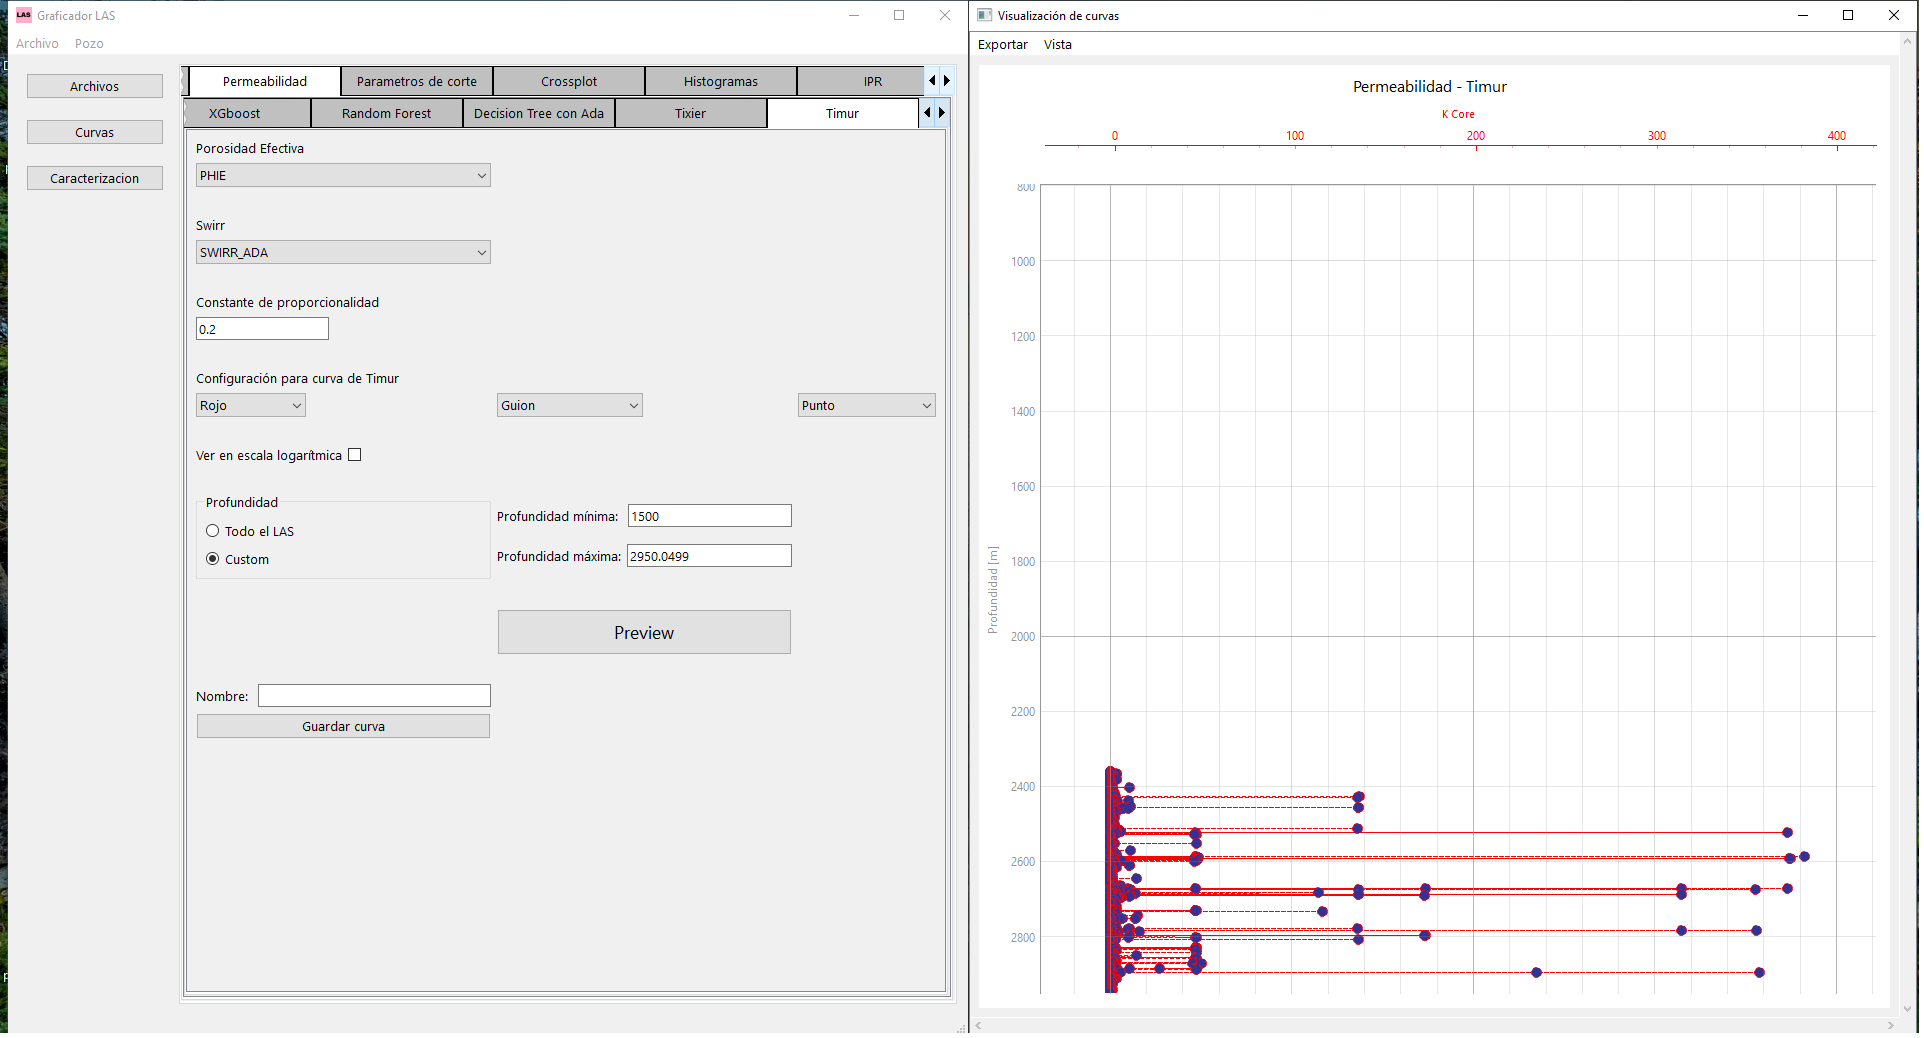 LAS Graficador LAS
Archivo Pozo
Archivos
Curvas
Caracterizacion
Permeabilidad Parametros de corte Crossplot Histogramas IPR
XGboost Random Forest Decision Tree con Ada Tixier Timur
Porosidad Efectiva
PHIE
Swirr
SWIRR_ADA
Constante de proporcionalidad
0.2
Configuración para curva de Timur
Rojo Guion Punto
Ver en escala logarítmica
Profundidad
Todo el LAS
Custom
Profundidad mínima: 1500
Profundidad máxima: 2950.0499
Preview
Nombre:
Guardar curva
Visualización de curvas
Exportar Vista
Permeabilidad - Timur
K Core
0 100 200 300 400
800
1000
1200
1400
1600
1800
2000
2200
2400
2600
2800
Profundidad [m]